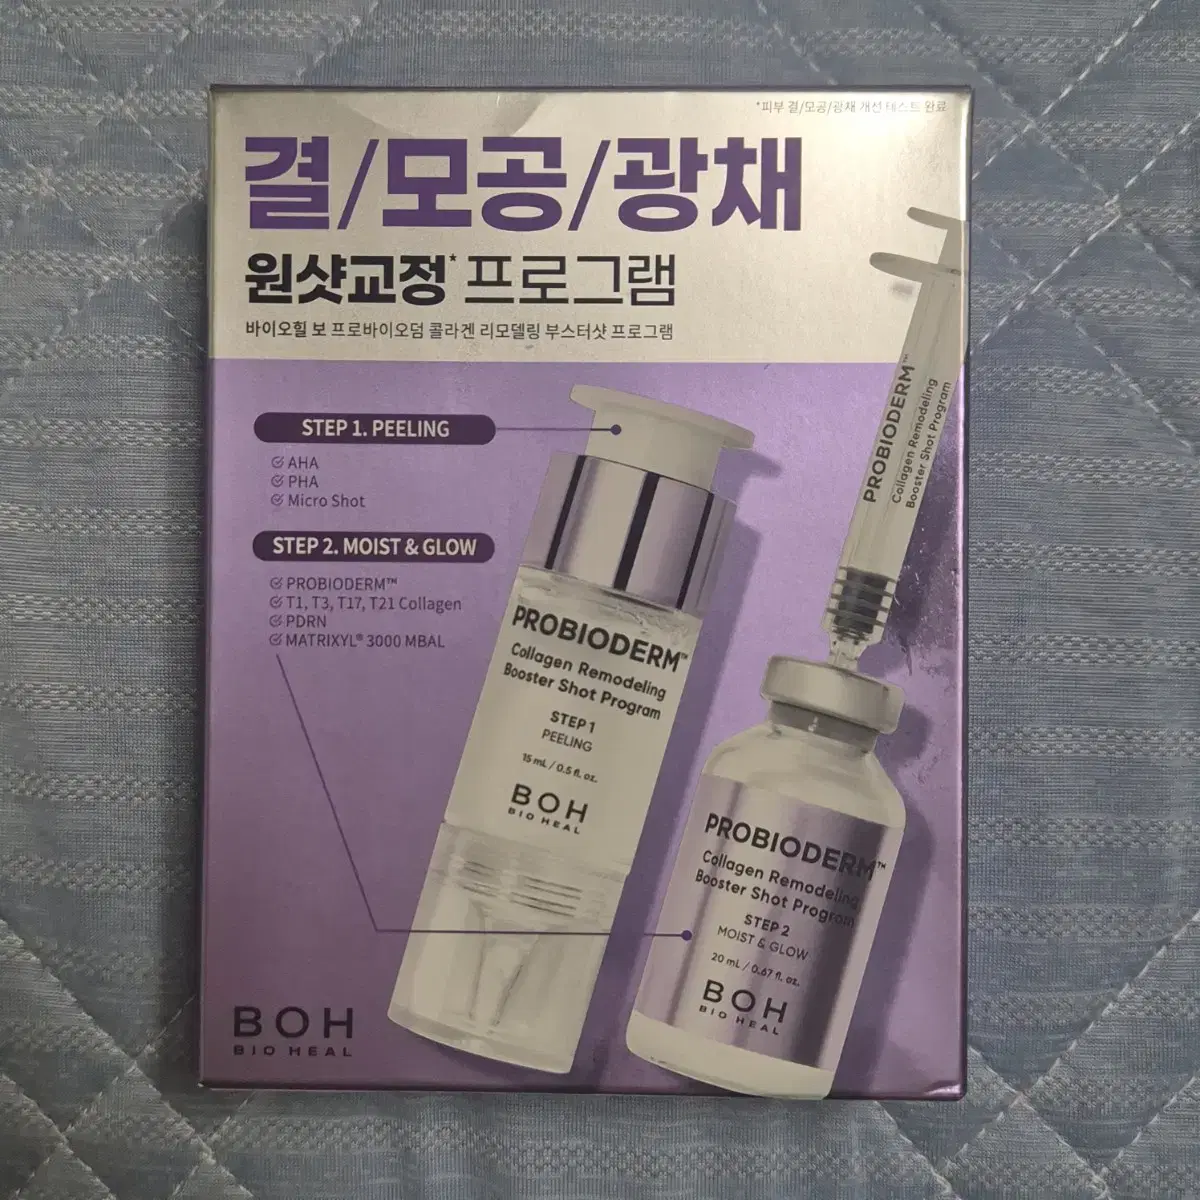 *피부 결/모공/광채 개선 테스트 완료
결/모공/광채
원샷교정* 프로그램
바이오힐 보 프로바이오덤 콜라겐 리모델링 부스터샷 프로그램
STEP 1. PEELING
AHA
PHA
Micro Shot
STEP 2. MOIST & GLOW
PROBIODERM™
T1, T3, T17, T21 Collagen
PDRN
MATRIXYL® 3000 MBAL
PROBIODERM™
Collagen Remodeling
Booster Shot Program
STEP 1
PEELING
15 mL / 0.5 fl. oz.
BOH
BIO HEAL
PROBIODERM™
Collagen Remodeling
Booster Shot Program
PROBIODERM™
Collagen Remodeling
Booster Shot Program
STEP 2
MOIST & GLOW
20 mL / 0.67 fl. oz.
BOH
BIO HEAL
BOH
BIO HEAL